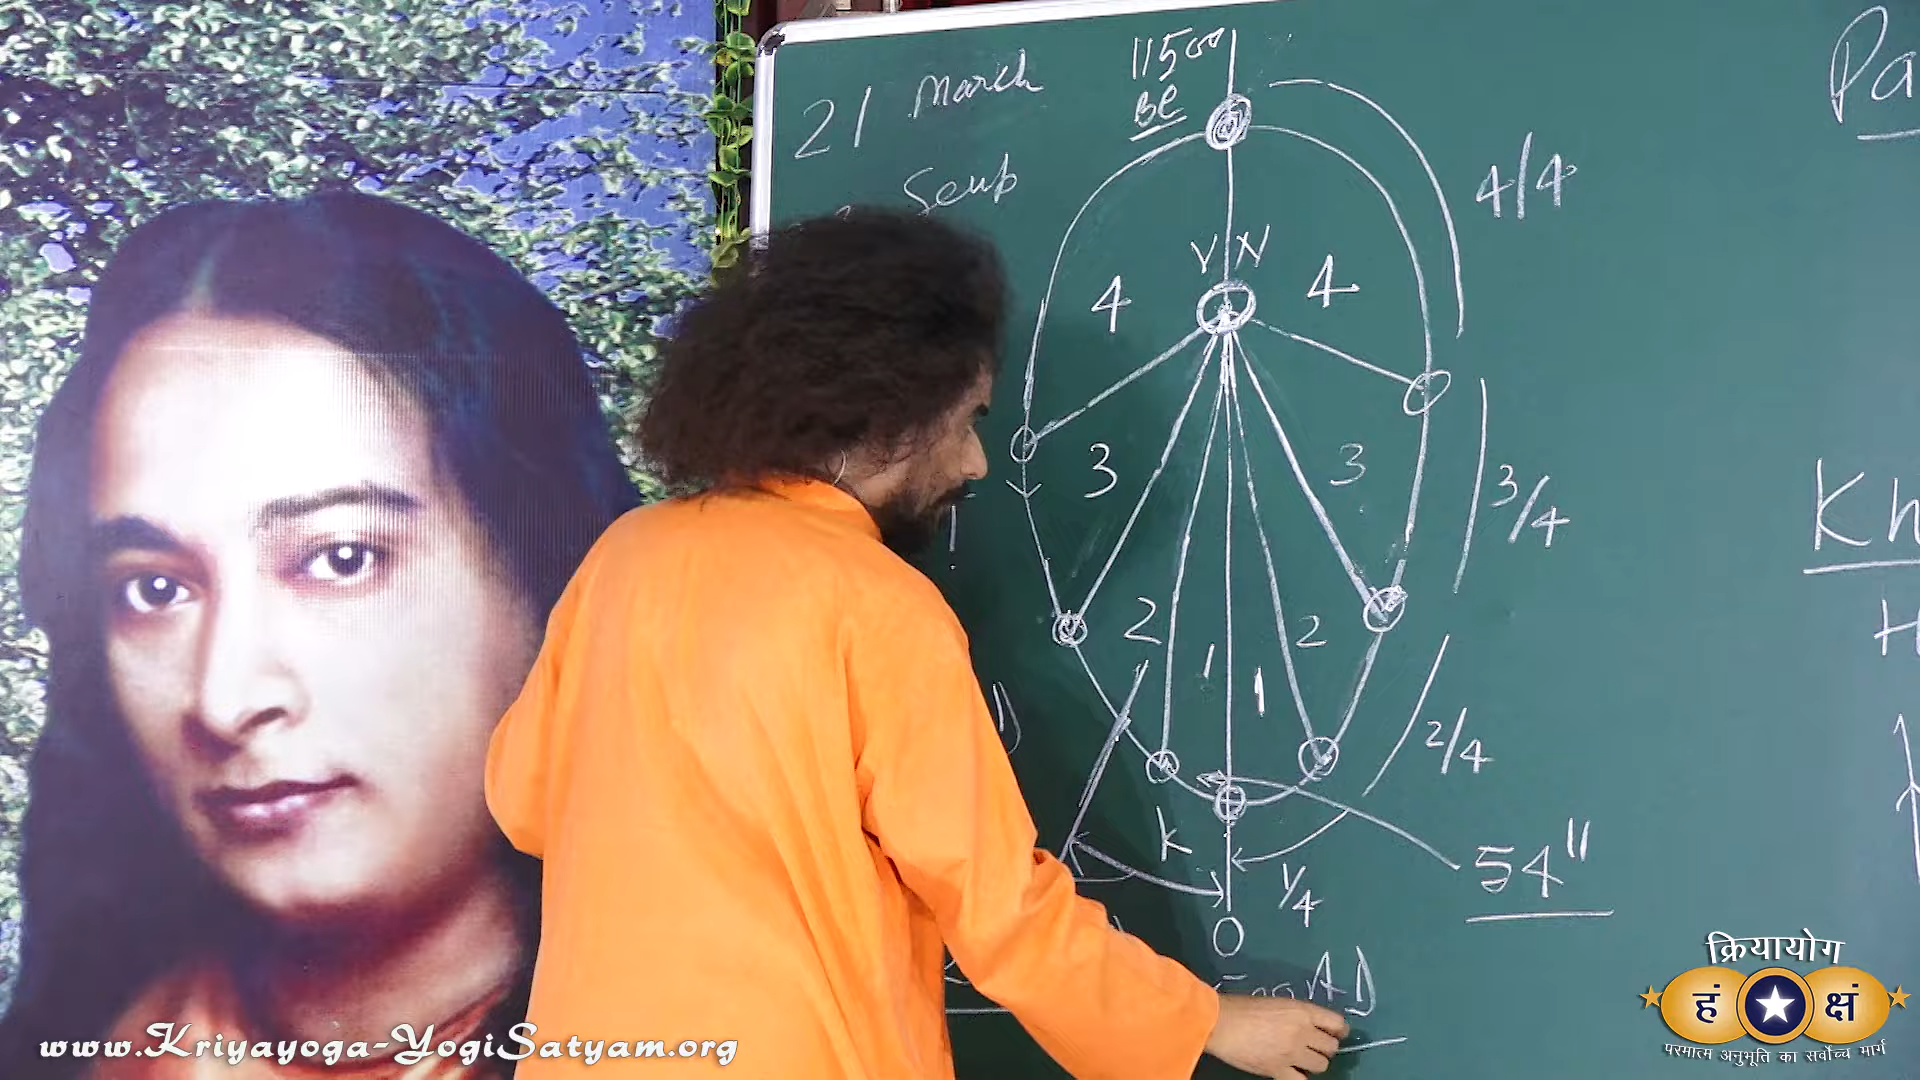 21 March
11500
BC
4/4
V N
4
4
3
3
3/4
2
2
1
1
2/4
K
54"
1/4
0
AD
Pa
Kh
H
क्रियायोग
हं क्षं
परमात्म अनुभूति का सर्वोच्च मार्ग
www.Kriyayoga-YogiSatyam.org